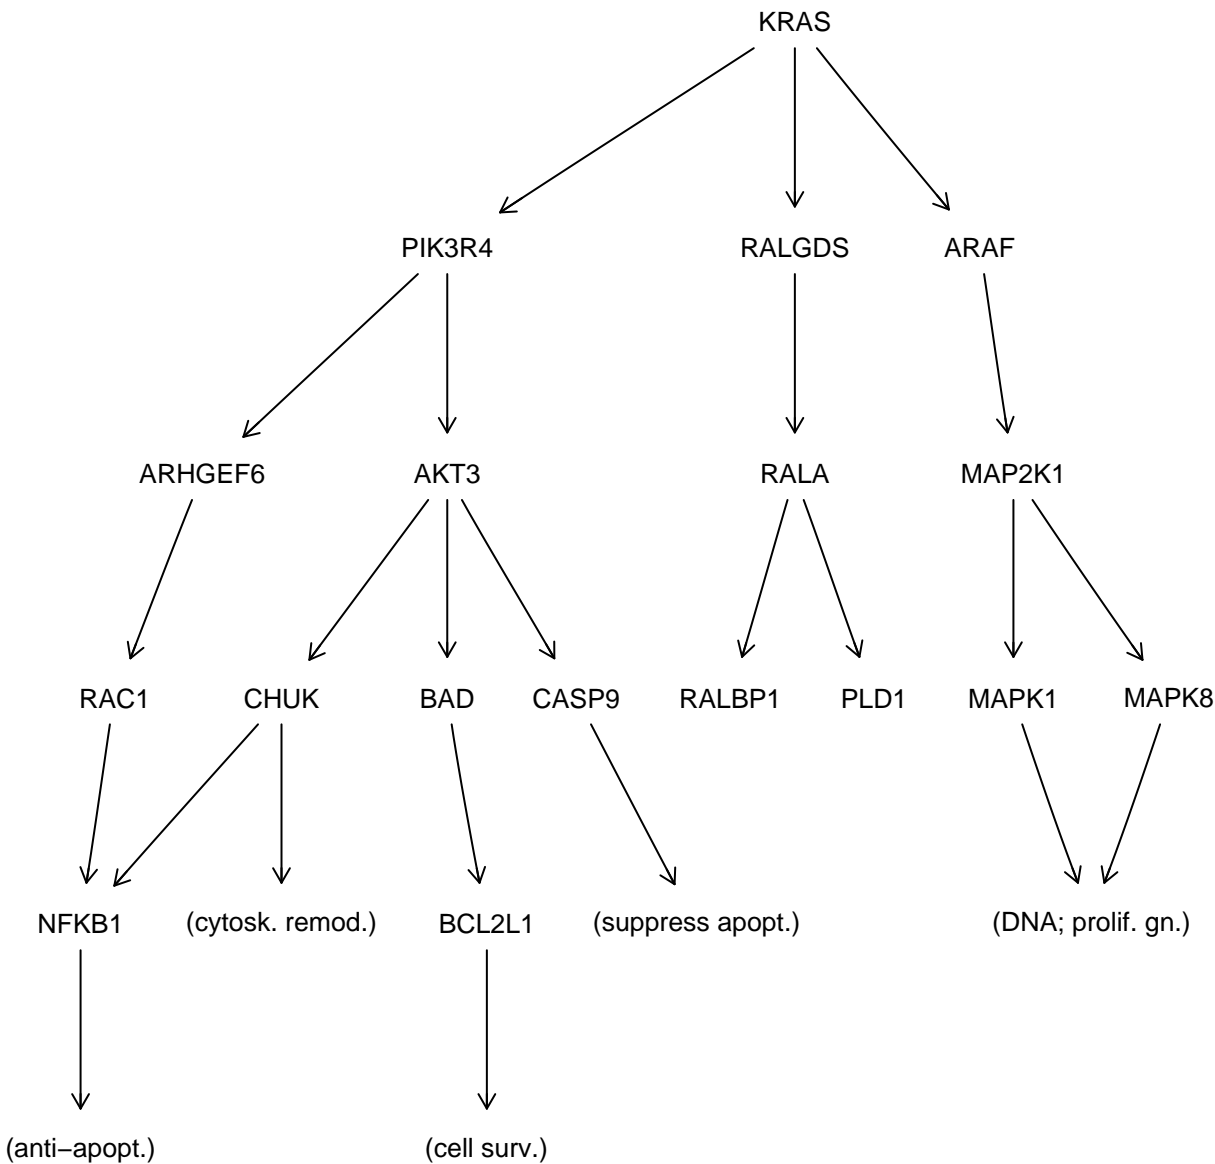 KRAS
PIK3R4 RALGDS ARAF
ARHGEF6 AKT3 RALA MAP2K1
RAC1 CHUK BAD CASP9 RALBP1 PLD1 MAPK1 MAPK8
NFKB1 (cytosk. remod.) BCL2L1 (suppress apopt.) (DNA; prolif. gn.)
(anti−apopt.) (cell surv.)